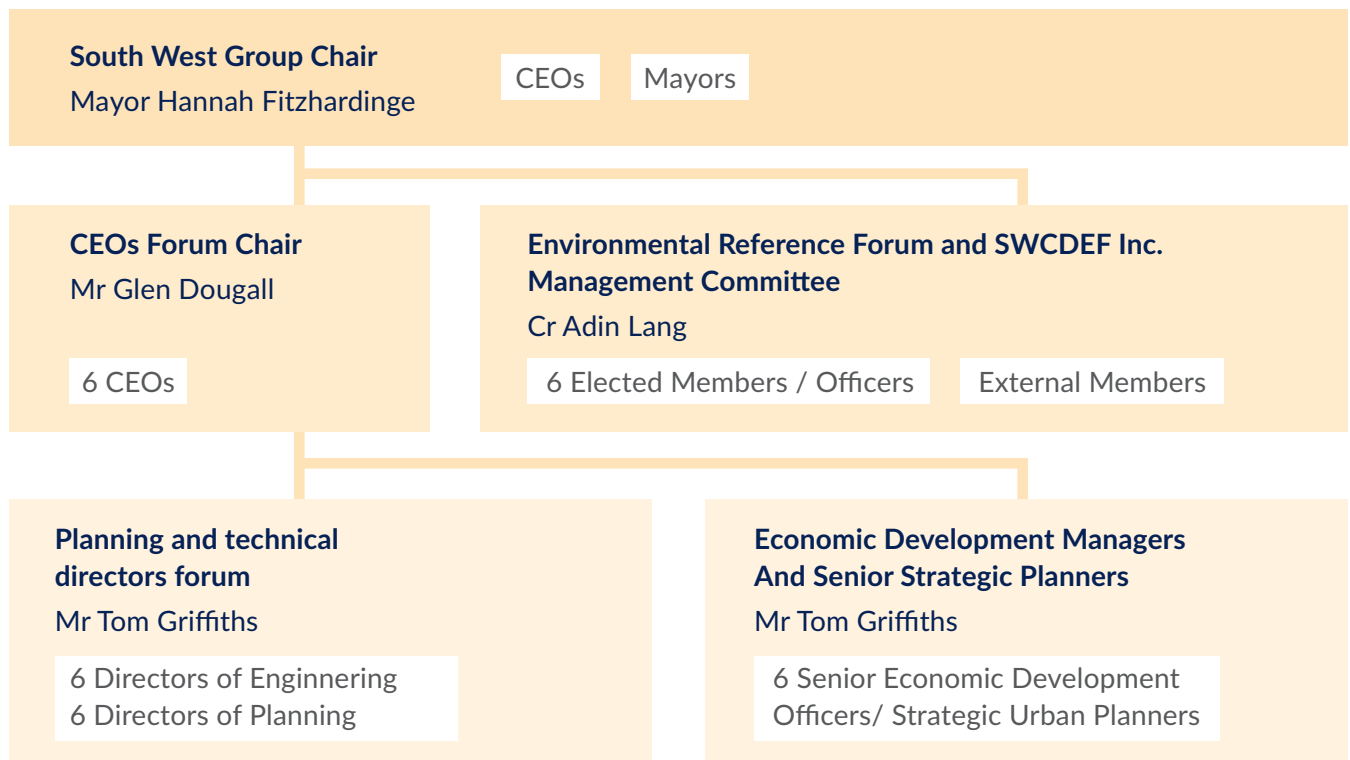 South West Group Chair
Mayor Hannah Fitzhardinge
CEOs
Mayors
CEOs Forum Chair
Mr Glen Dougall
6 CEOs
Environmental Reference Forum and SWCDEF Inc.
Management Committee
Cr Adin Lang
6 Elected Members / Officers
External Members
Planning and technical
directors forum
Mr Tom Griffiths
6 Directors of Enginnering
6 Directors of Planning
Economic Development Managers
And Senior Strategic Planners
Mr Tom Griffiths
6 Senior Economic Development
Officers/ Strategic Urban Planners